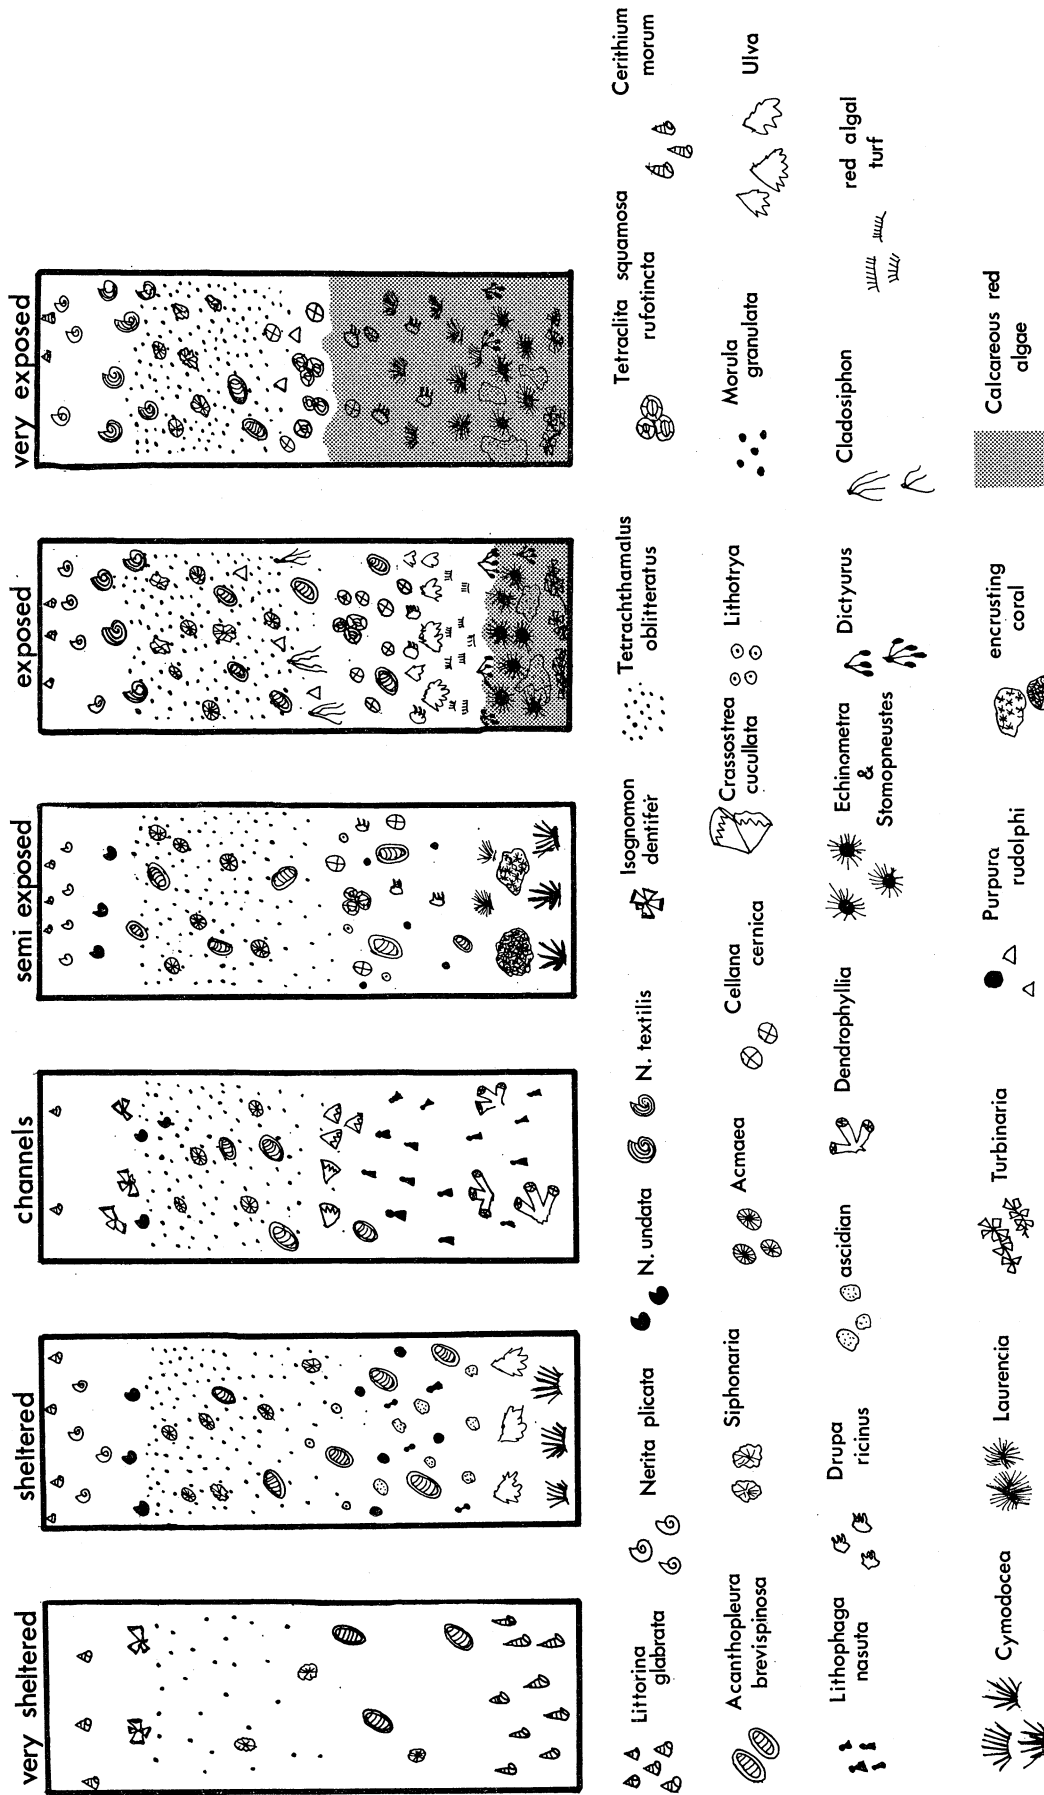 very sheltered
sheltered
channels
semi exposed
exposed
very exposed
Littorina
glabrata
Nerita plicata
N. undata
N. textilis
Isognomon
dentifer
Tetrachthamalus
oblitteratus
Tetraclita squamosa
rufotincta
Cerithium
morum
Acanthopleura
brevispinosa
Siphonaria
Acmaea
Cellana
cernica
Crassostrea
cucullata
Lithotrya
Morula
granulata
Ulva
Lithophaga
nasuta
Drupa
ricinus
ascidian
Dendrophyllia
Echinometra
&
Stomopneustes
Dictyurus
Cladosiphon
red algal
turf
Cymodocea
Laurencia
Turbinaria
Purpura
rudolphi
encrusting
coral
Calcareous red
algae